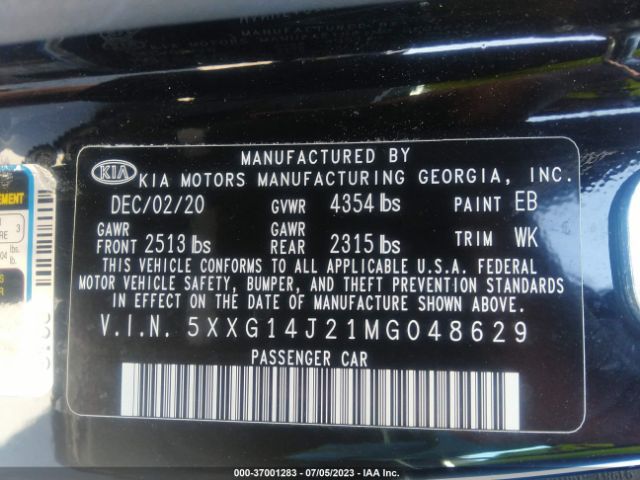 MANUFACTURED BY
KIA KIA MOTORS MANUFACTURING GEORGIA, INC.
DEC/02/20 GVWR 4354 lbs PAINT EB
GAWR FRONT 2513 lbs GAWR REAR 2315 lbs TRIM WK
THIS VEHICLE CONFORMS TO ALL APPLICABLE U.S.A. FEDERAL
MOTOR VEHICLE SAFETY, BUMPER, AND THEFT PREVENTION STANDARDS
IN EFFECT ON THE DATE OF MANUFACTURE SHOWN ABOVE.
V.I.N. 5XXG14J21MG048629
PASSENGER CAR
000-37001283 / 07/05/2023 - IAA Inc.